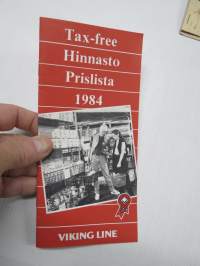 Tax-free
Hinnasto
Prislista
1984
VIKING LINE